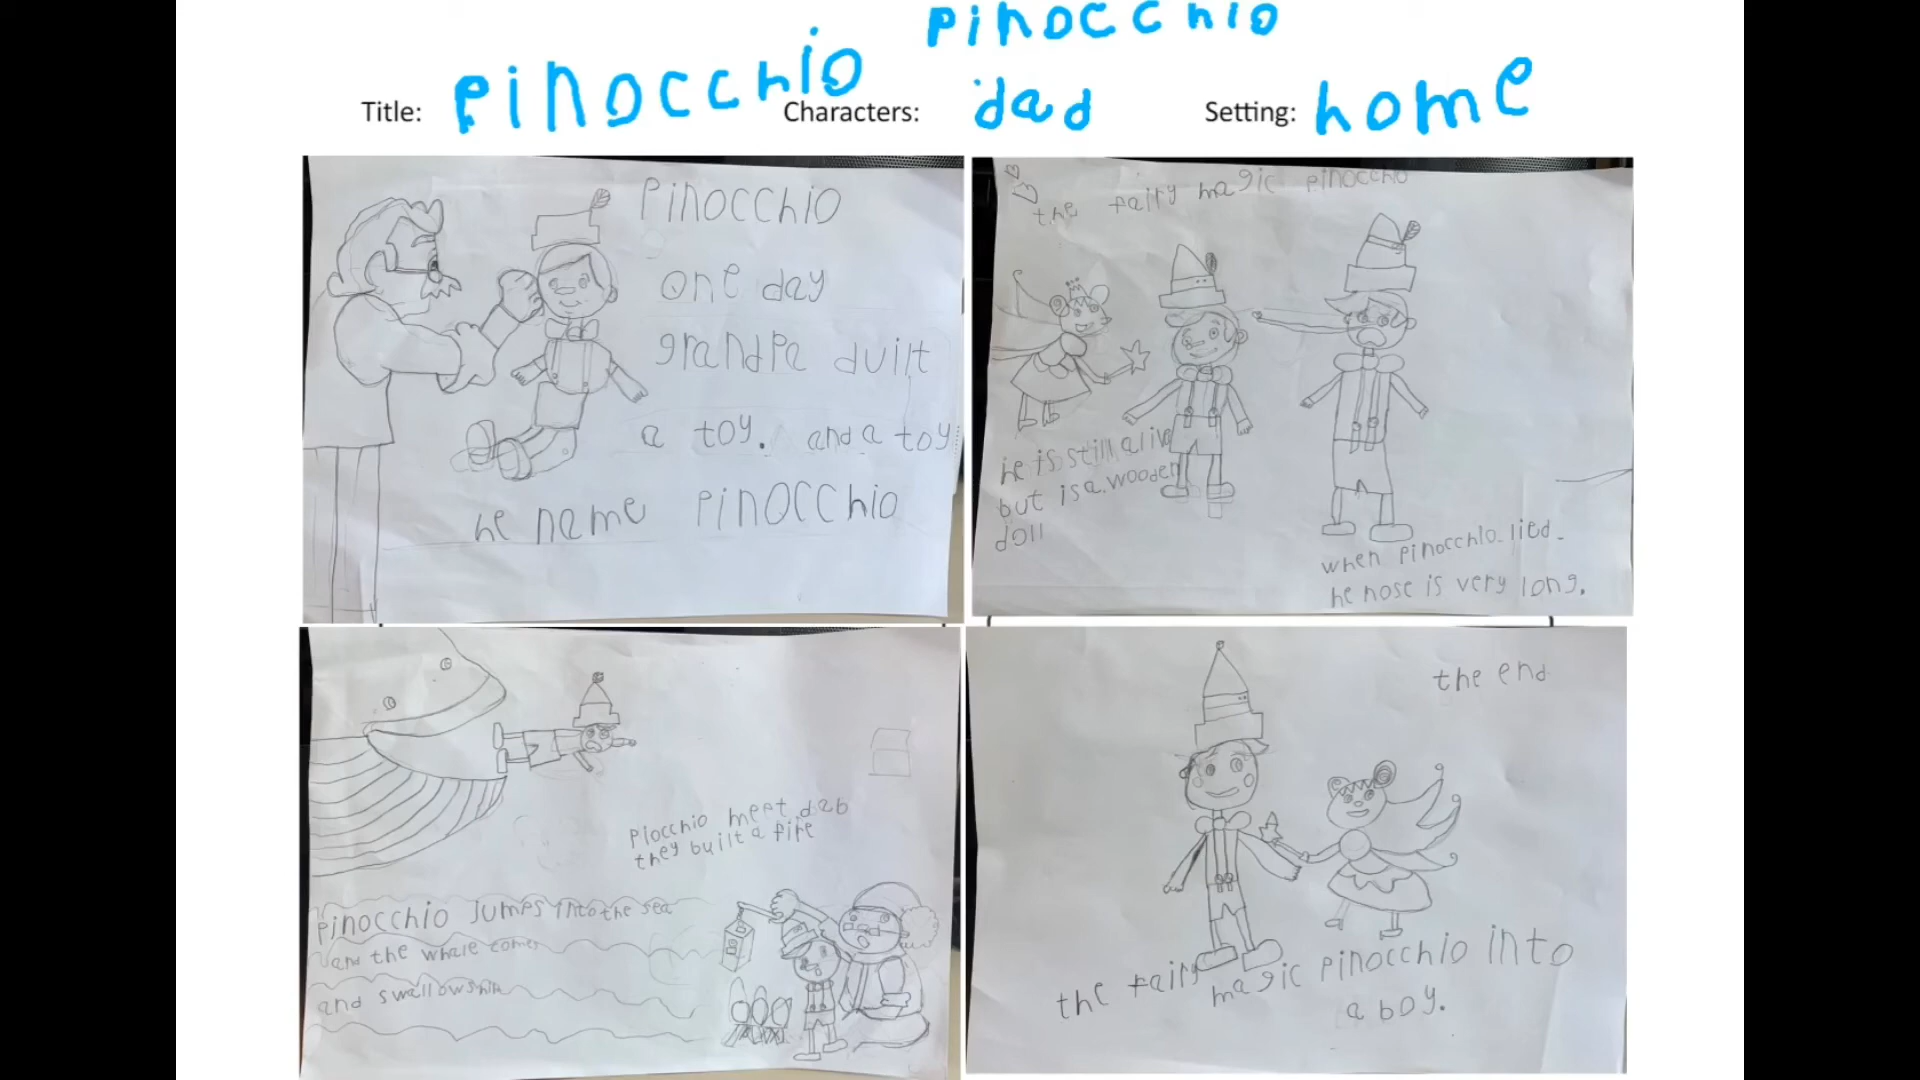 pinocchio
Title: pinocchio Characters: dad Setting: home
Pinocchio
one day
grandpa duilt
a toy. and a toy
he name pinocchio
the fairy magic pinocchio
he is still aliv
but is a wooden
doll
when pinocchio lied
he nose is very long.
piocchio meet dab
they built a fire
pinocchio Jumps into the sea
and the whale comes
and swallows him
the end
the fairy magic pinocchio into
a boy.